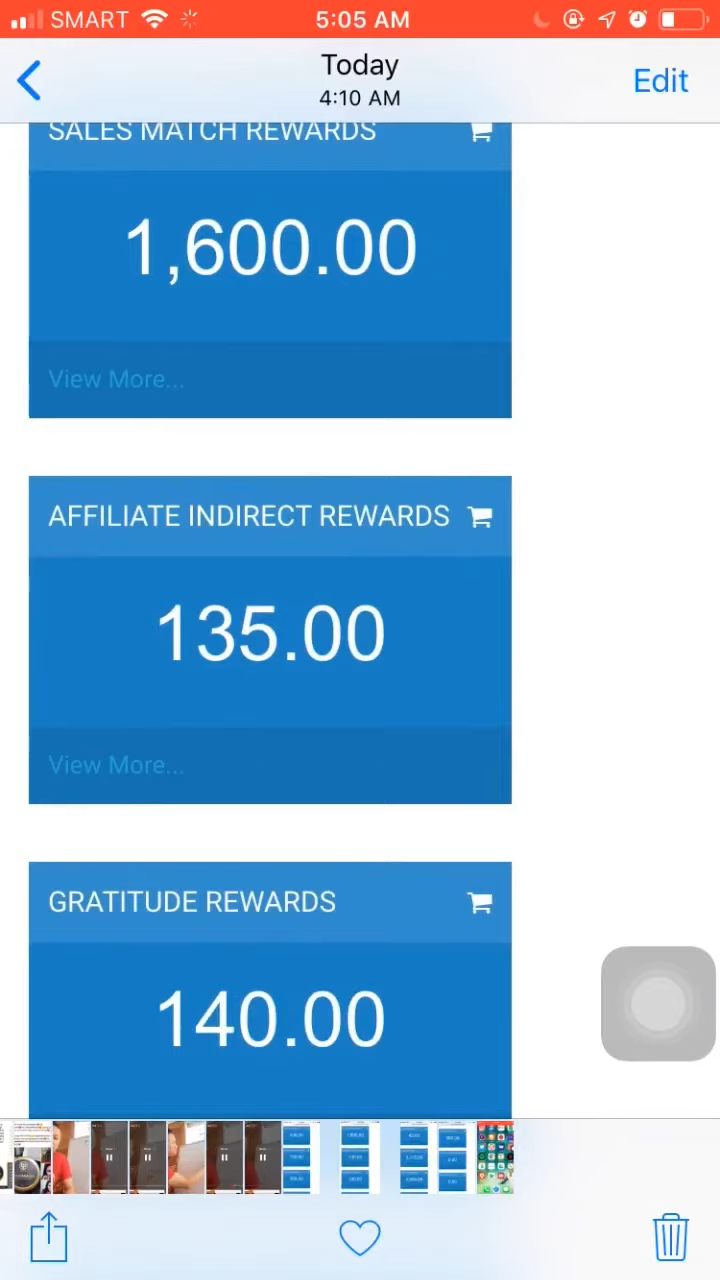 SMART 5:05 AM
Today
4:10 AM
Edit
SALES MATCH REWARDS
1,600.00
View More...
AFFILIATE INDIRECT REWARDS
135.00
View More...
GRATITUDE REWARDS
140.00